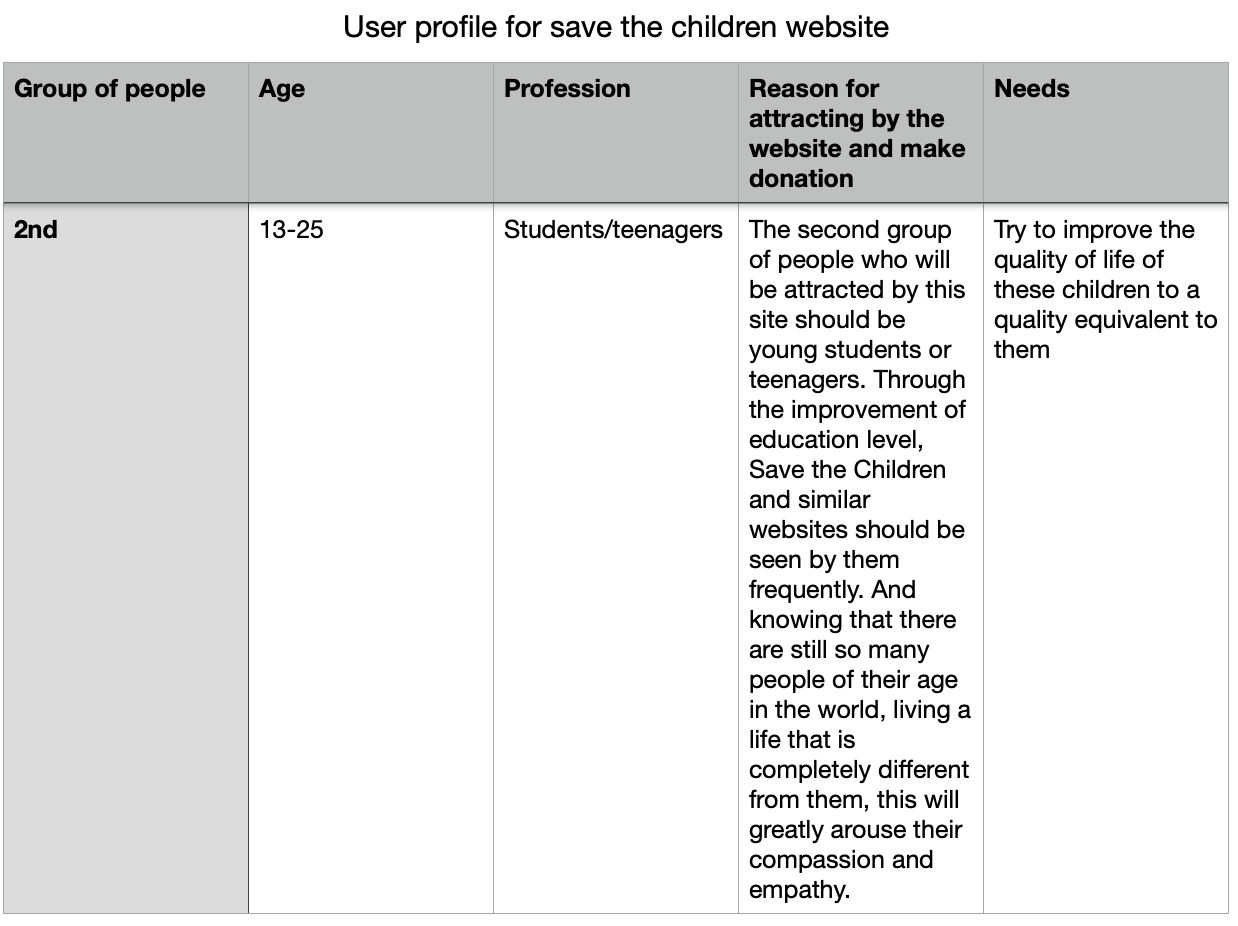 User profile for save the children website
Group of people
Age
Profession
Reason for
attracting by the
website and make
donation
Needs
2nd
13-25
Students/teenagers
The second group
of people who will
be attracted by this
site should be
young students or
teenagers. Through
the improvement of
education level,
Save the Children
and similar
websites should be
seen by them
frequently. And
knowing that there
are still so many
people of their age
in the world, living a
life that is
completely different
from them, this will
greatly arouse their
compassion and
empathy.
Try to improve the
quality of life of
these children to a
quality equivalent to
them